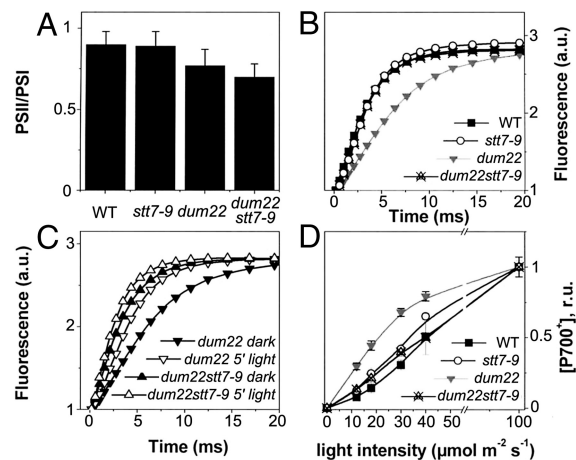 A
PSII/PSI
1
0.5
0
WT stt7-9 dum22 dum22 stt7-9
B
Fluorescence (a.u.)
3
2
1
WT
stt7-9
dum22
dum22stt7-9
0 5 10 15 20
Time (ms)
C
Fluorescence (a.u.)
3
2
1
dum22 dark
dum22 5' light
dum22stt7-9 dark
dum22stt7-9 5' light
0 5 10 15 20
Time (ms)
D
[P700+], r.u.
1
0.5
0
WT
stt7-9
dum22
dum22stt7-9
0 10 20 30 40 50 100
light intensity (µmol m-2 s-1)